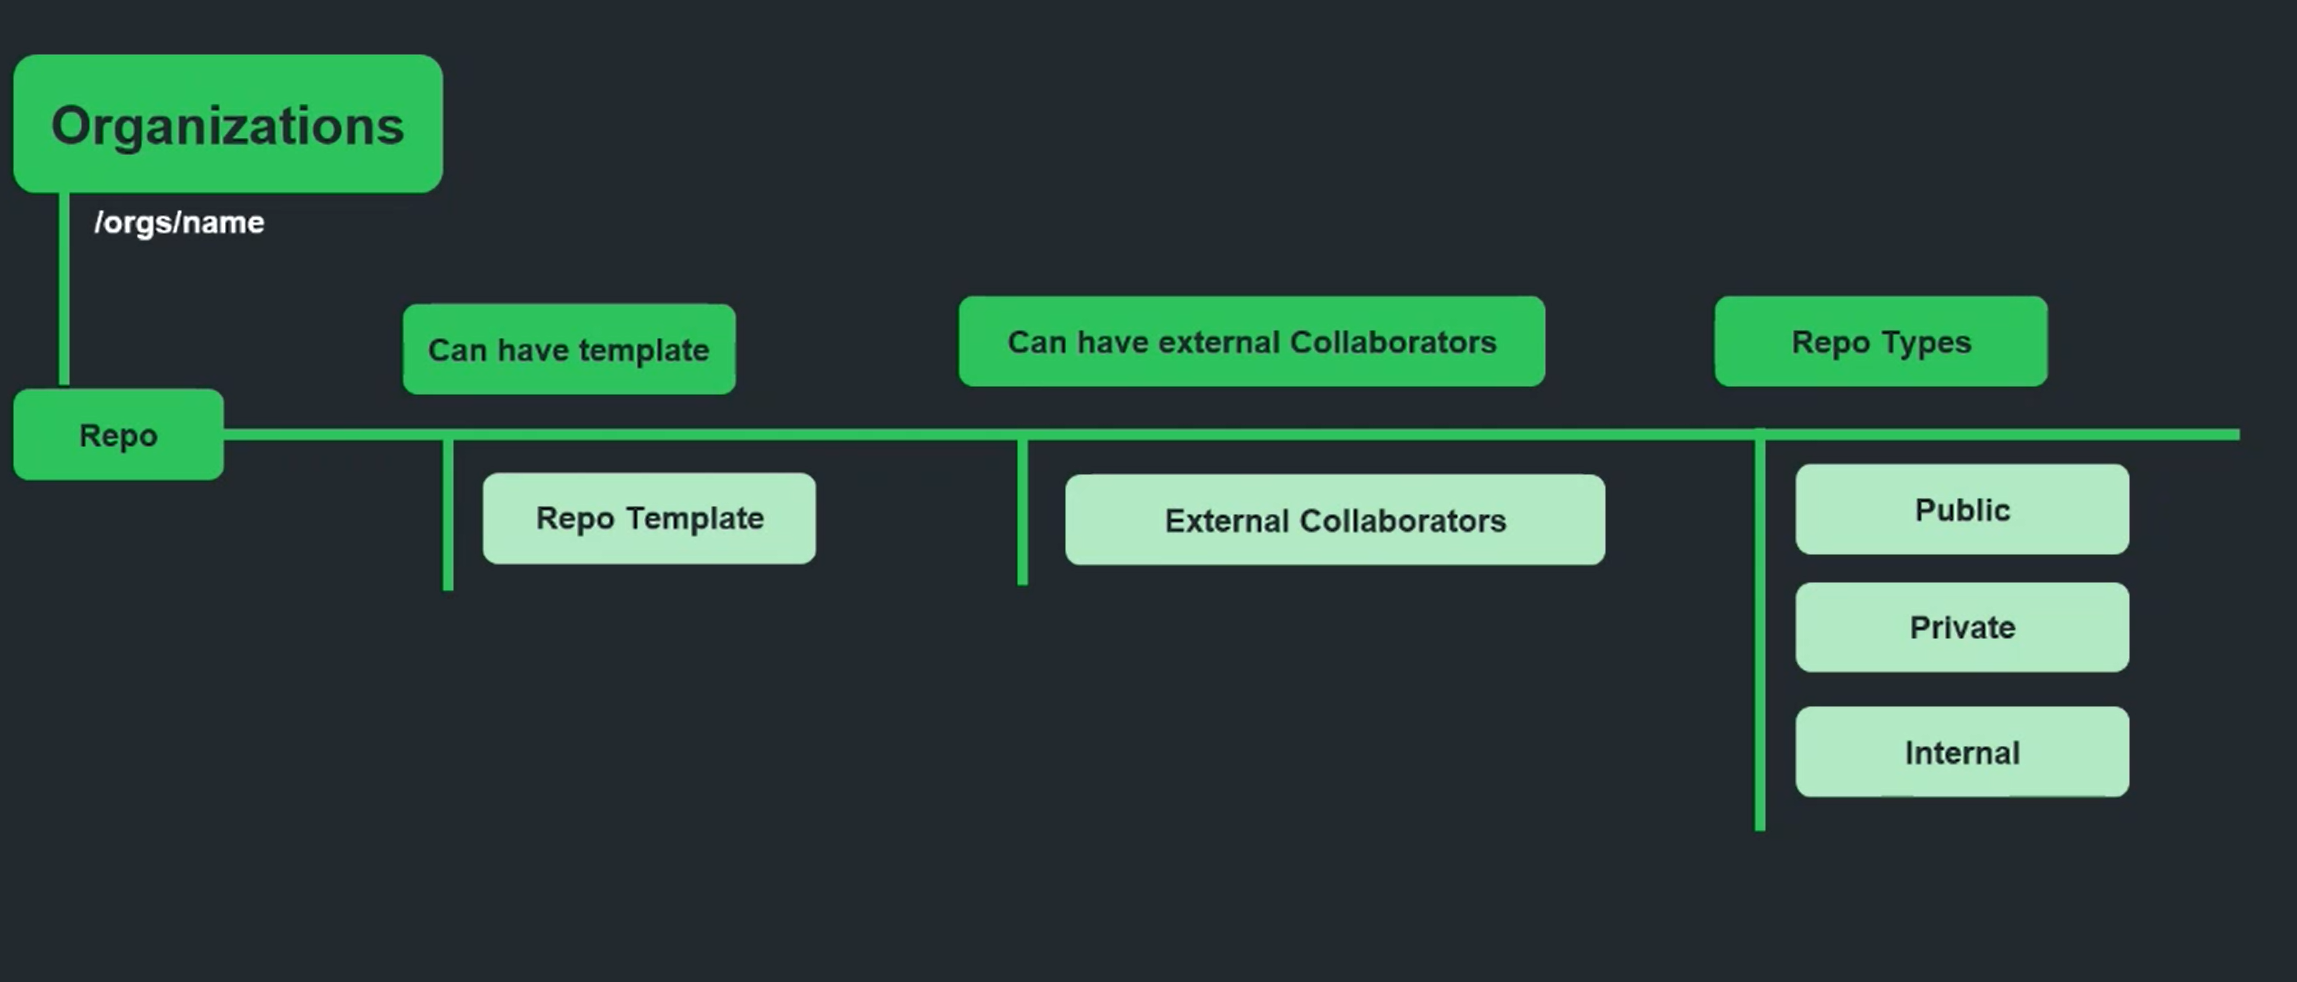 Organizations
/orgs/name
Can have template
Can have external Collaborators
Repo Types
Repo
Repo Template
External Collaborators
Public
Private
Internal